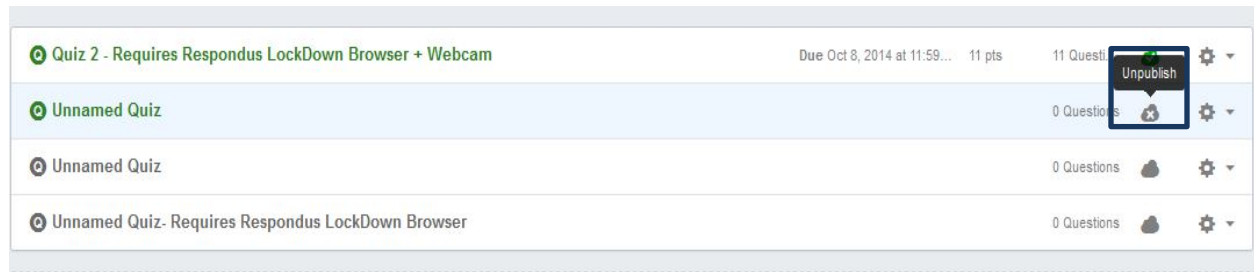 Quiz 2 - Requires Respondus LockDown Browser + Webcam Due Oct 8, 2014 at 11:59... 11 pts 11 Questi...
Unpublish
Unnamed Quiz 0 Questions
Unnamed Quiz 0 Questions
Unnamed Quiz- Requires Respondus LockDown Browser 0 Questions